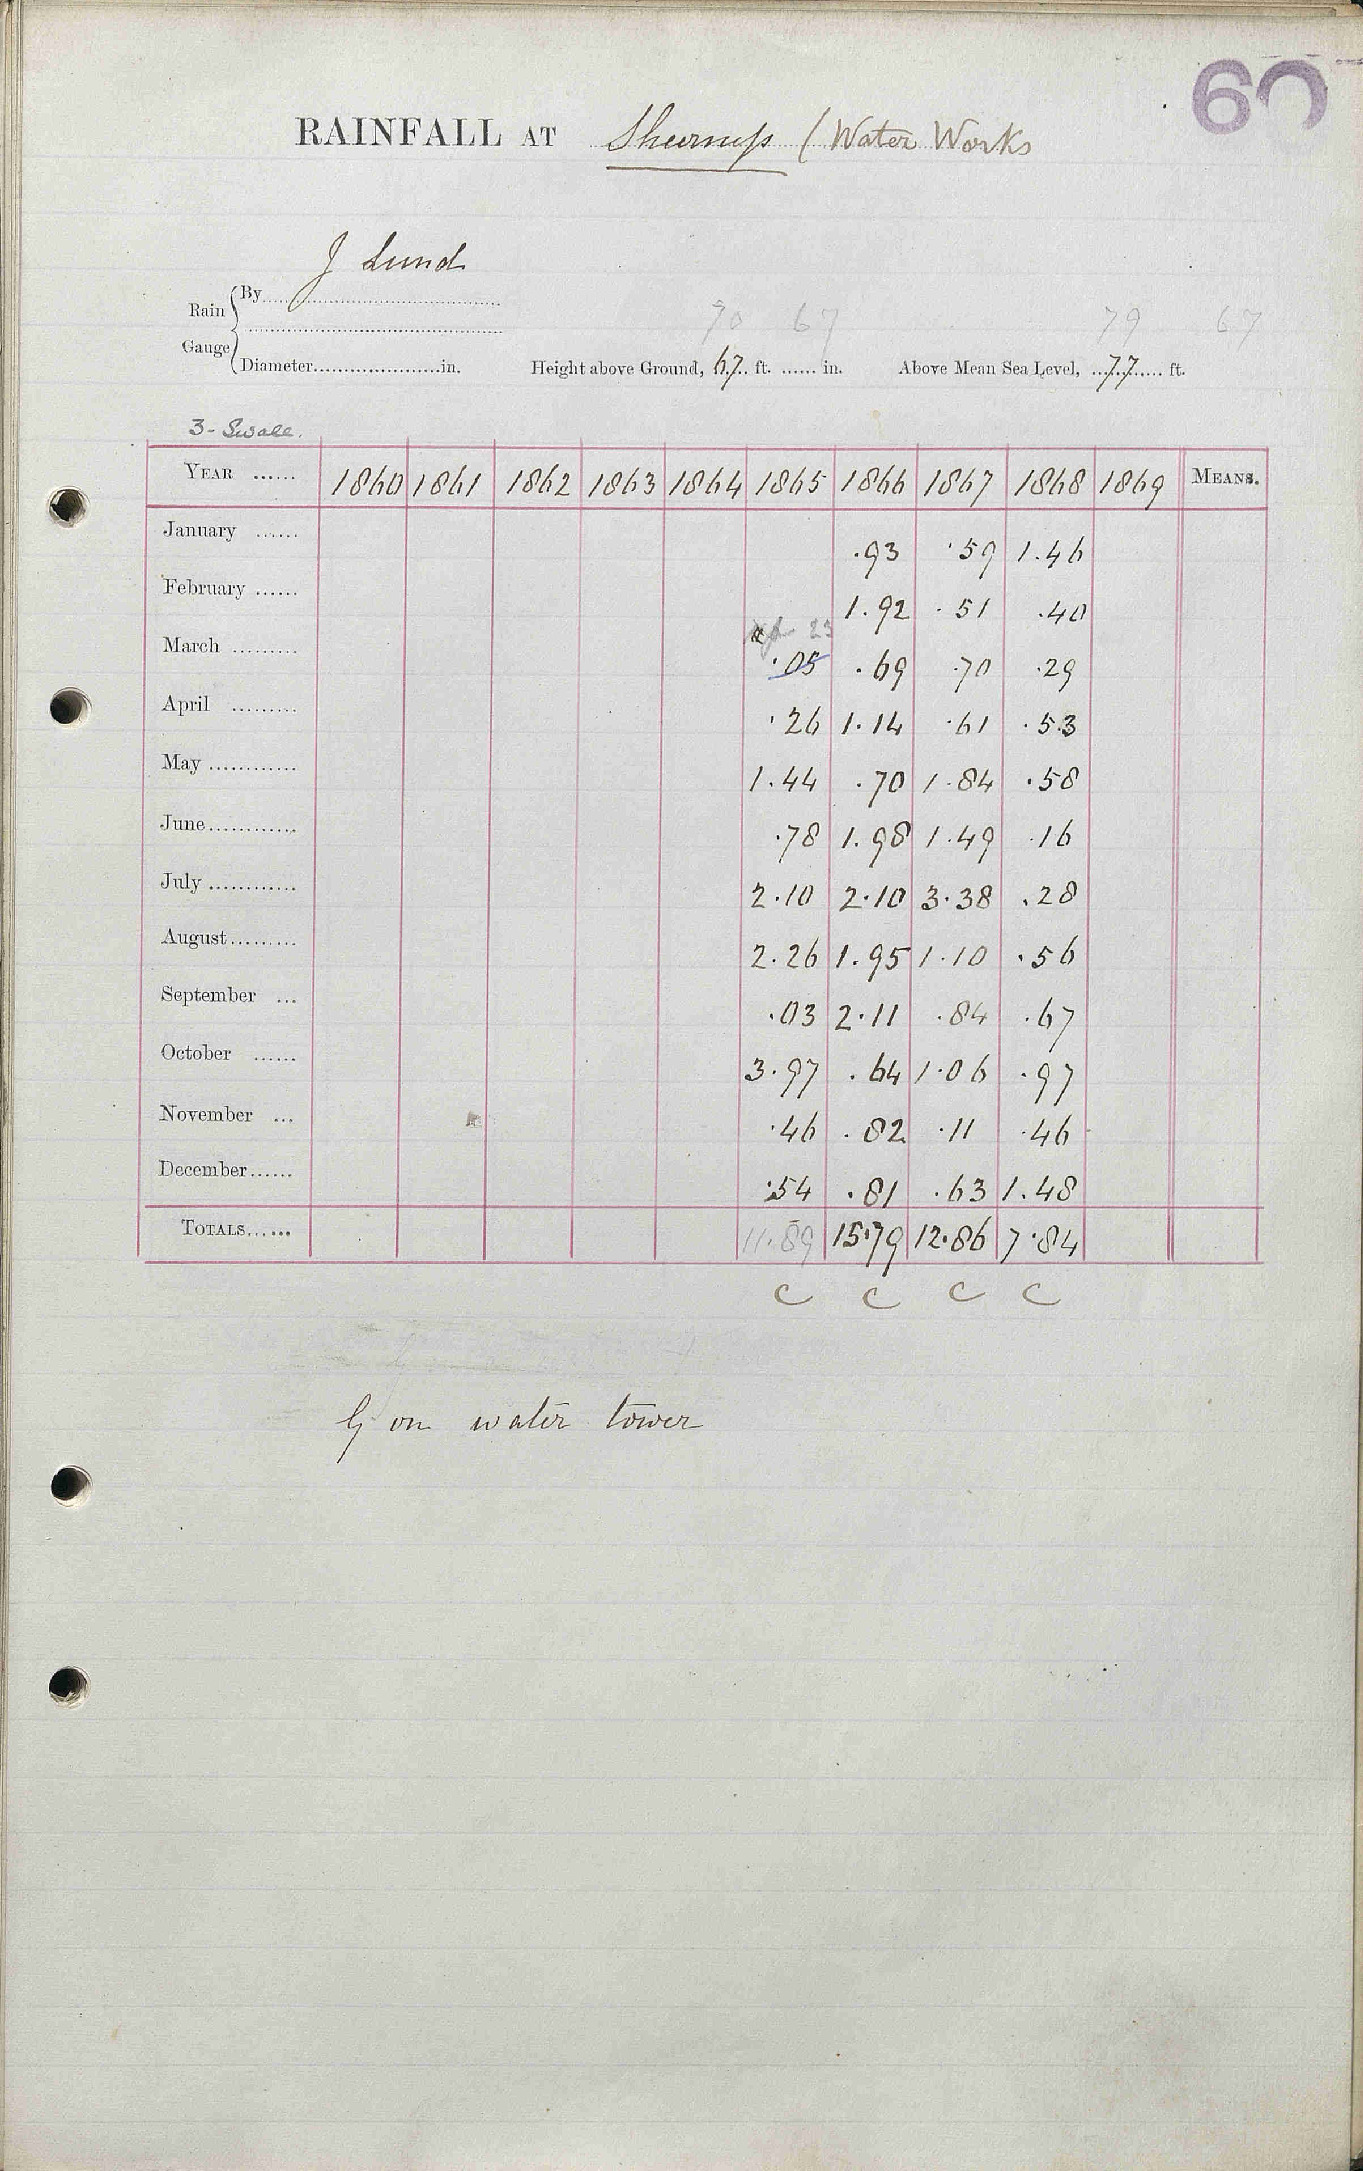 60
RAINFALL AT Sheerness (Water Works
J Lund
Rain Gauge
By
70 67 79 67
Diameter in. Height above Ground, 67 ft. in. Above Mean Sea Level, 77 ft.
3 - Swale.
YEAR 1860 1861 1862 1863 1864 1865 1866 1867 1868 1869 MEANS.
January .93 .59 1.46
February 1.92 .51 .40
23
March .05 .69 .70 .29
April .26 1.14 .61 .53
May 1.44 .70 1.84 .58
June .78 1.98 1.49 .16
July 2.10 2.10 3.38 .28
August 2.26 1.95 1.10 .56
September .03 2.11 .84 .67
October 3.97 .64 1.06 .97
November .46 .82 .11 .46
December .54 .81 .63 1.48
TOTALS 11.89 15.79 12.86 7.84
C C C C
G on water tower